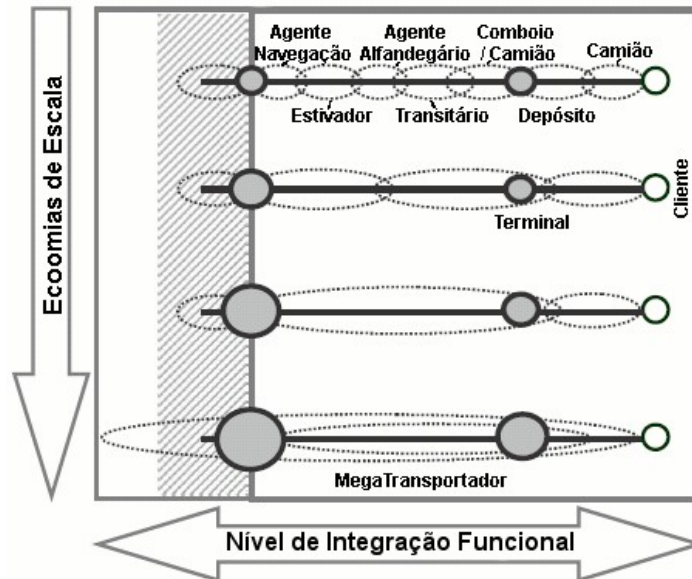 Agente
Navegação
Agente
Alfandegário
Comboio
/ Camião
Camião
Estivador
Transitário
Depósito
Terminal
Cliente
MegaTransportador
Ecoomias de Escala
Nível de Integração Funcional